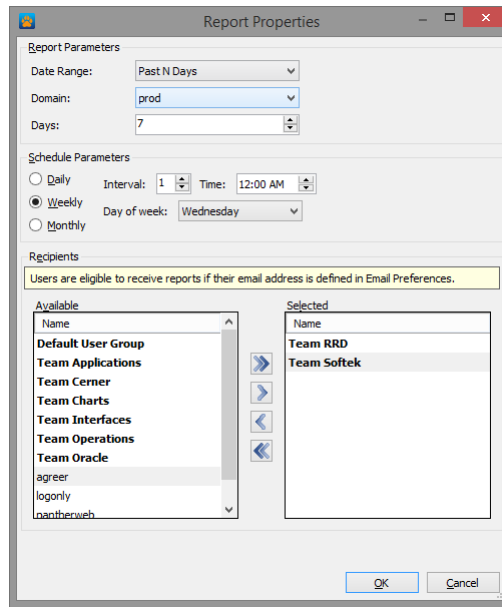 Report Properties
Report Parameters
Date Range: Past N Days
Domain: prod
Days: 7
Schedule Parameters
Daily
Interval: 1 Time: 12:00 AM
Weekly
Day of week: Wednesday
Monthly
Recipients
Users are eligible to receive reports if their email address is defined in Email Preferences.
Available Selected
Name Name
Default User Group Team RRD
Team Applications Team Softek
Team Cerner
Team Charts
Team Interfaces
Team Operations
Team Oracle
agreer
logonly
pantherweb
OK Cancel